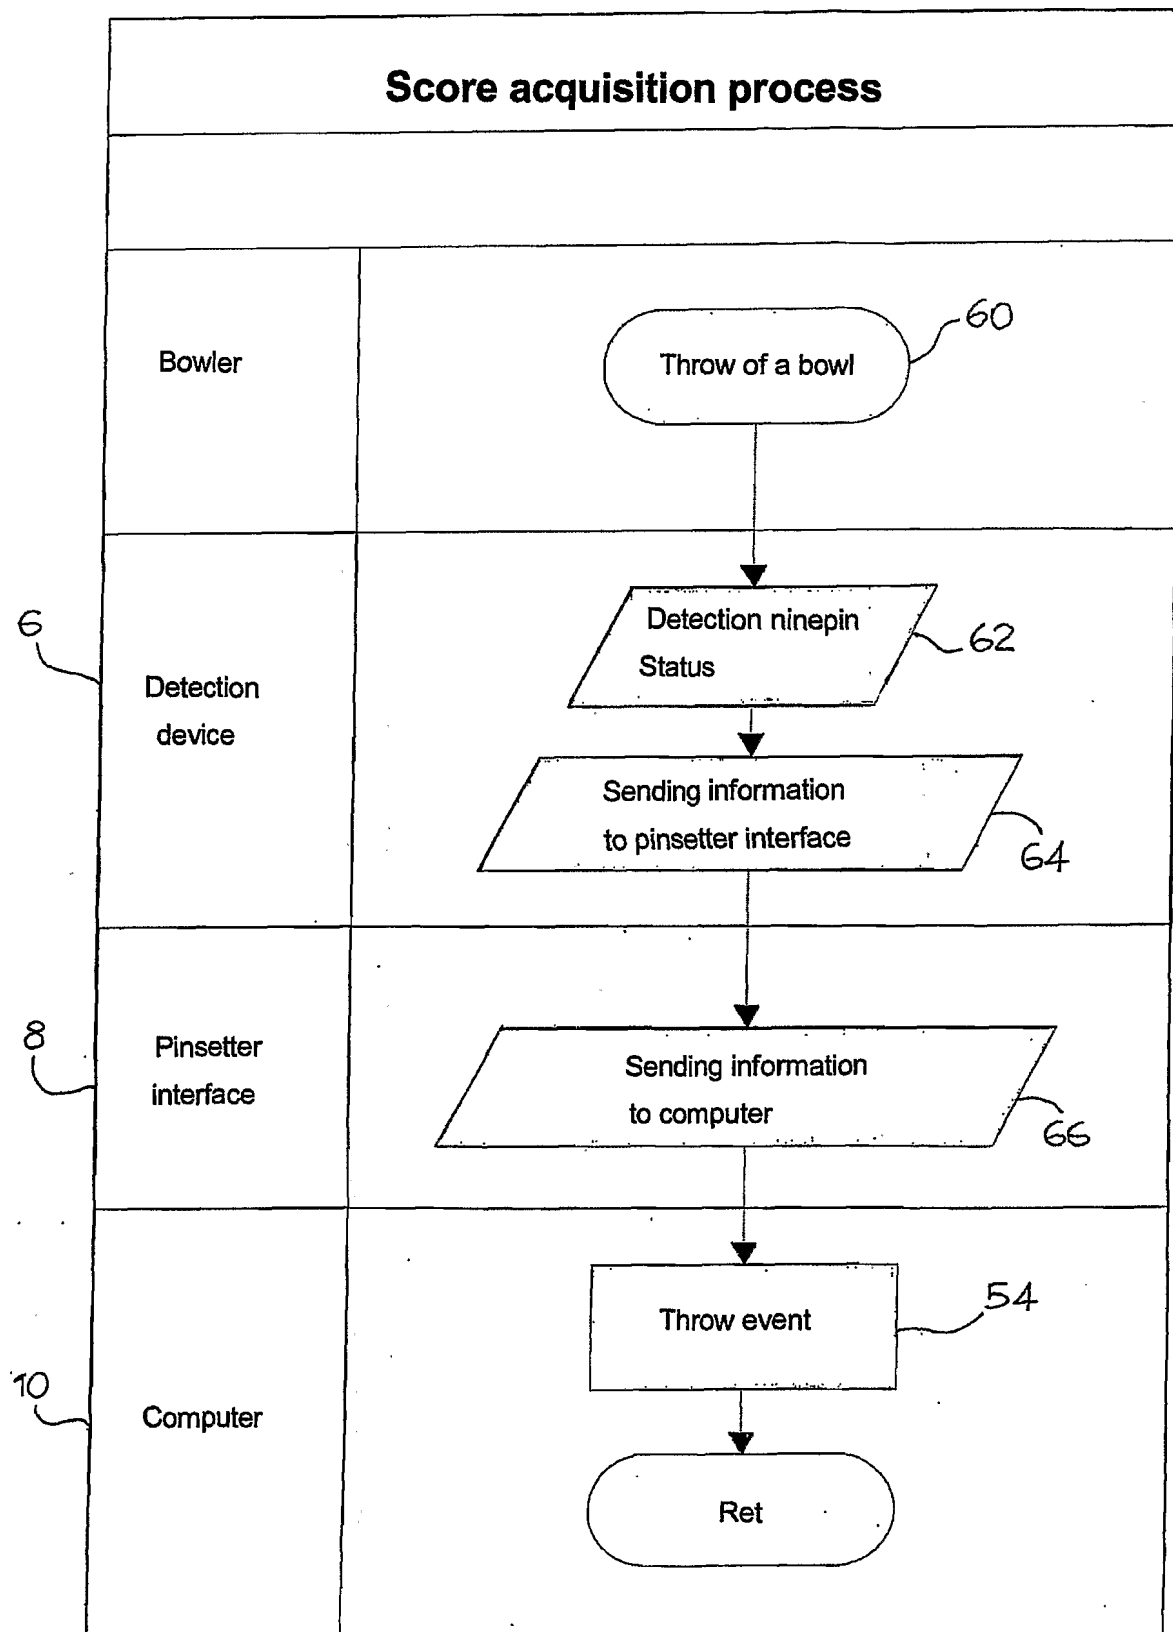 Score acquisition process
Bowler
Throw of a bowl
60
6
Detection
device
Detection ninepin
Status
62
Sending information
to pinsetter interface
64
8
Pinsetter
interface
Sending information
to computer
66
10
Computer
Throw event
54
Ret